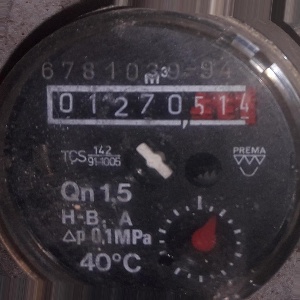 m³
01270,514
TCS 142
91-1005
PREMA
Qn 1,5
H-B, A
Δp 0,1MPa
40°C